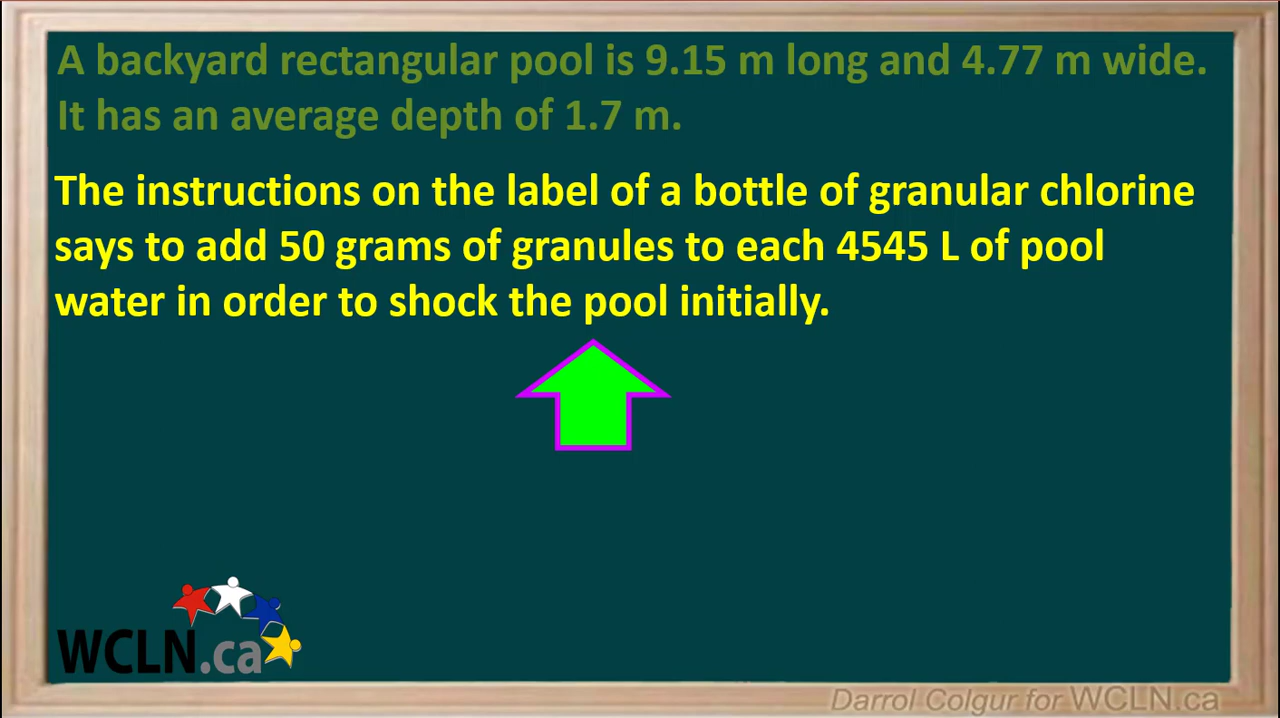 A backyard rectangular pool is 9.15 m long and 4.77 m wide.
It has an average depth of 1.7 m.
The instructions on the label of a bottle of granular chlorine
says to add 50 grams of granules to each 4545 L of pool
water in order to shock the pool initially.
WCLN.ca
Darrol Colgur for WCLN.ca